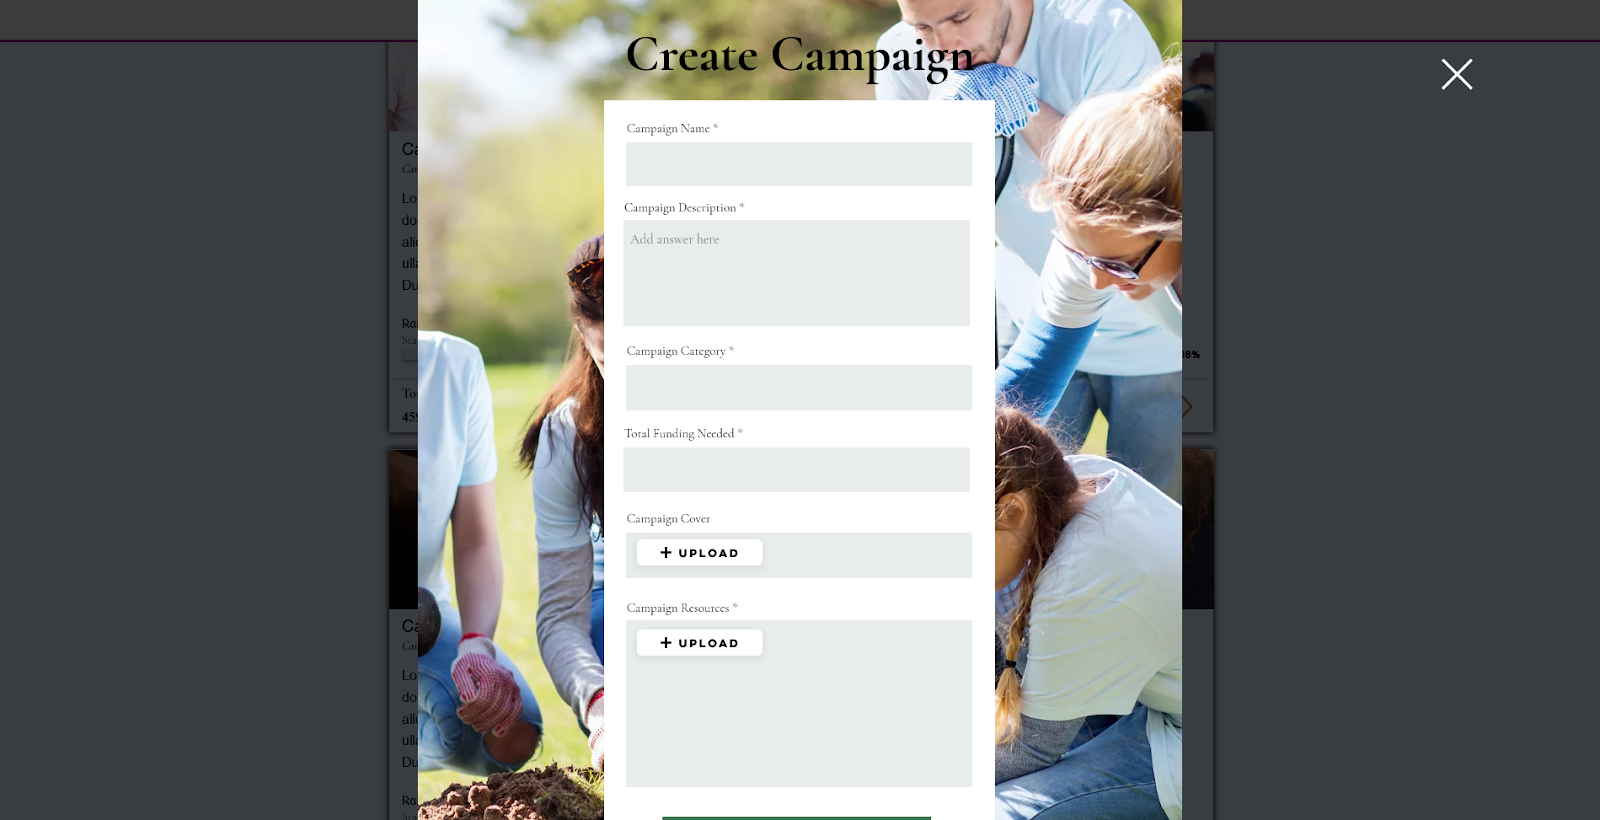 Create Campaign
Campaign Name *
Campaign Description *
Add answer here
Campaign Category *
Total Funding Needed *
Campaign Cover
+ UPLOAD
Campaign Resources *
+ UPLOAD